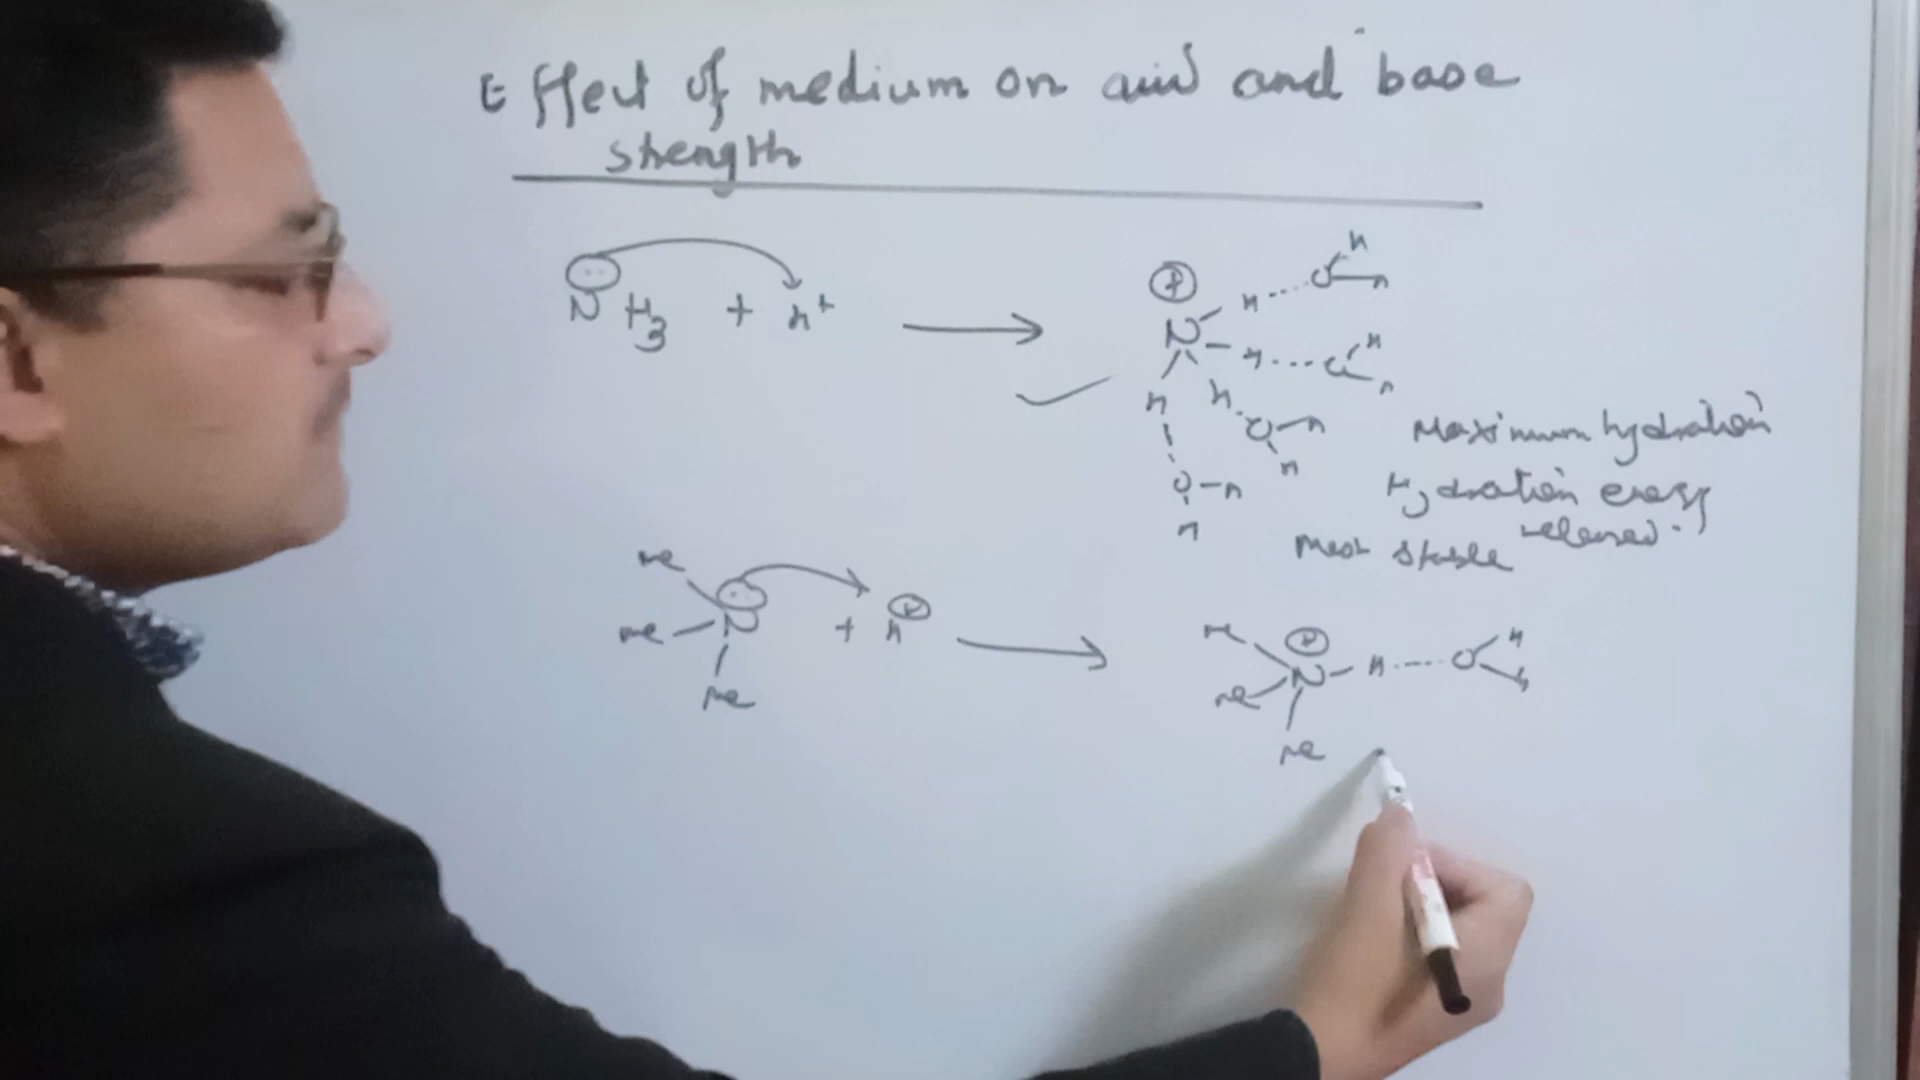 Effect of medium on acid and base
strength
NH3 + H+ →
⊕
N H O H H
H O H H
H H O H H
O H H
Maximum hydration
Hydration energy
released.
Most stable
Me
Me N + H ⊕ →
Me
Me ⊕
Me N H O H H
Me